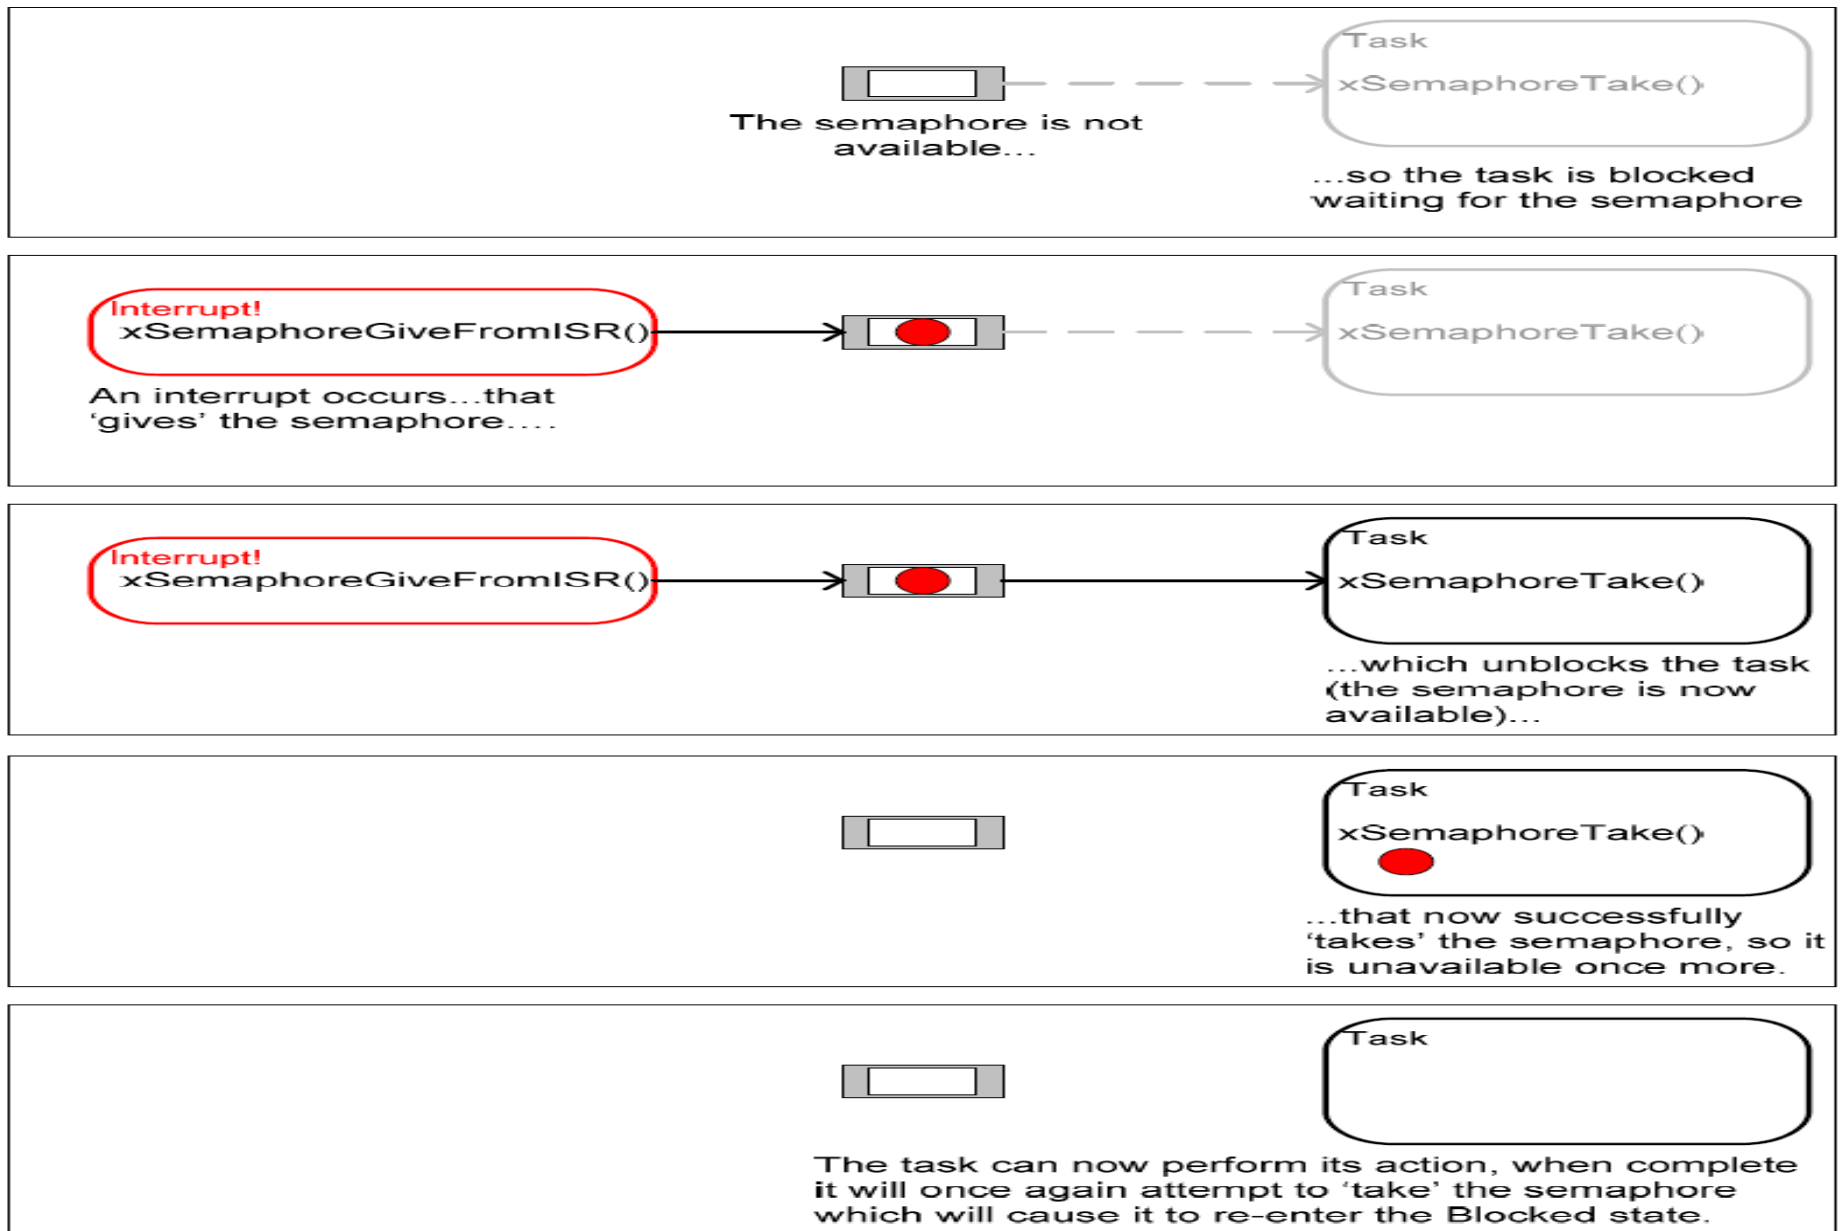 Task
xSemaphoreTake()
The semaphore is not
available...
...so the task is blocked
waiting for the semaphore
Interrupt!
xSemaphoreGiveFromISR()
Task
xSemaphoreTake()
An interrupt occurs...that
‘gives’ the semaphore....
Interrupt!
xSemaphoreGiveFromISR()
Task
xSemaphoreTake()
...which unblocks the task
(the semaphore is now
available)...
Task
xSemaphoreTake()
...that now successfully
‘takes’ the semaphore, so it
is unavailable once more.
Task
The task can now perform its action, when complete
it will once again attempt to ‘take’ the semaphore
which will cause it to re-enter the Blocked state.